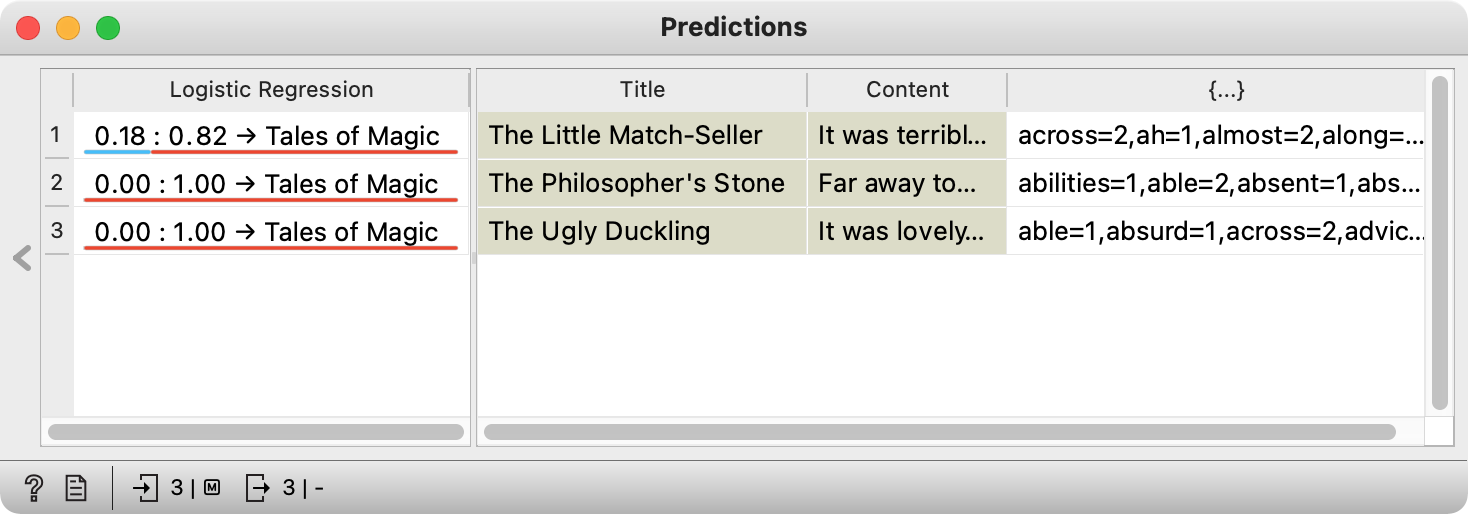 Predictions
Logistic Regression Title Content {...}
1 0.18 : 0.82 → Tales of Magic The Little Match-Seller It was terribl... across=2,ah=1,almost=2,along=...
2 0.00 : 1.00 → Tales of Magic The Philosopher's Stone Far away to... abilities=1,able=2,absent=1,abs...
3 0.00 : 1.00 → Tales of Magic The Ugly Duckling It was lovely... able=1,absurd=1,across=2,advic...
? 3 | M 3 | -